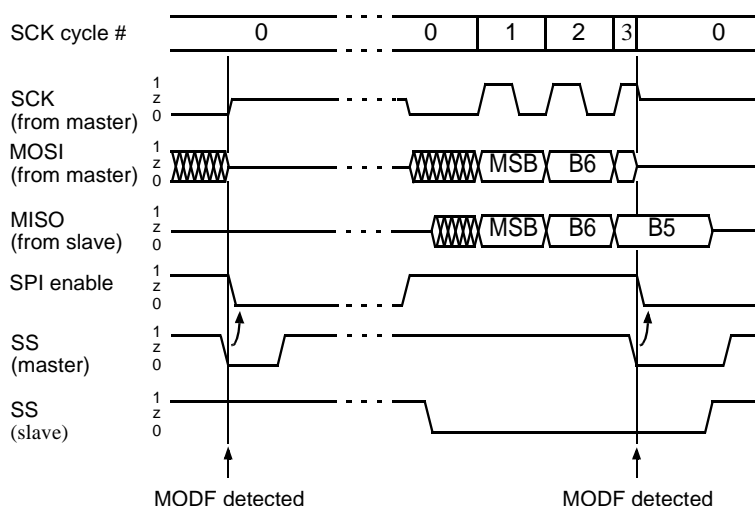 SCK cycle # 0 0 1 2 3 0
SCK
(from master)
1
z
0
MOSI
(from master)
1
z
0
MSB B6
MISO
(from slave)
1
z
0
MSB B6 B5
SPI enable
1
z
0
SS
(master)
1
z
0
SS
(slave)
1
z
0
MODF detected MODF detected